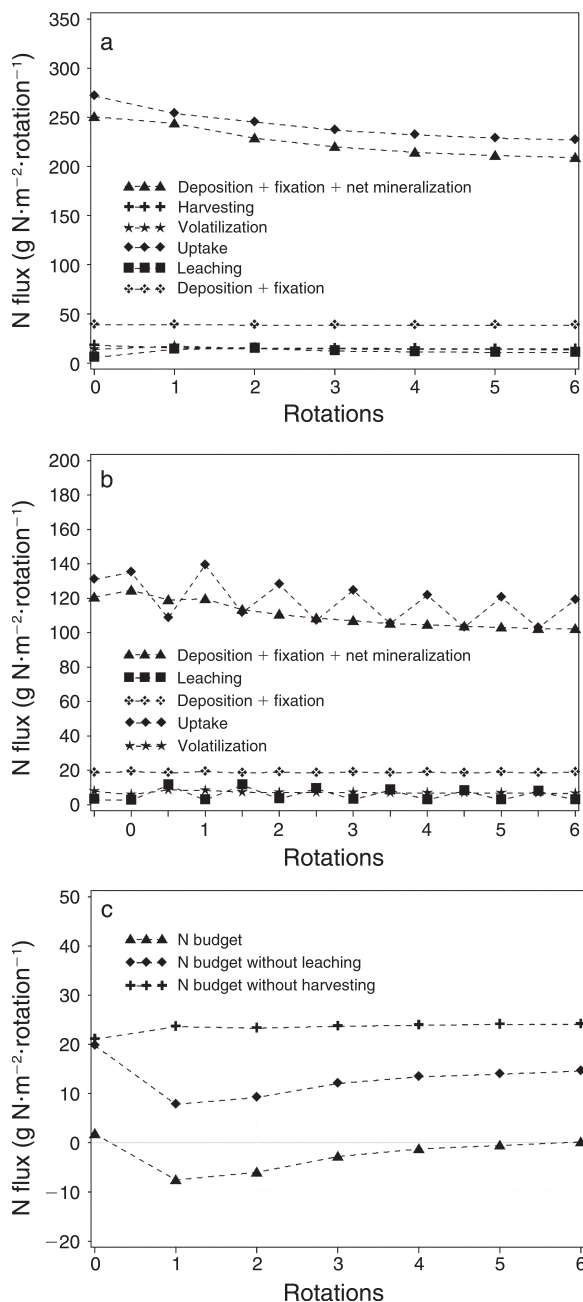 a
350
300
250
200
150
100
50
0
N flux (g N·m⁻²·rotation⁻¹)
Deposition + fixation + net mineralization
Harvesting
Volatilization
Uptake
Leaching
Deposition + fixation
0 1 2 3 4 5 6
Rotations
b
200
180
160
140
120
100
80
60
40
20
0
N flux (g N·m⁻²·rotation⁻¹)
Deposition + fixation + net mineralization
Leaching
Deposition + fixation
Uptake
Volatilization
0 1 2 3 4 5 6
Rotations
c
50
40
30
20
10
0
−10
−20
N flux (g N·m⁻²·rotation⁻¹)
N budget
N budget without leaching
N budget without harvesting
0 1 2 3 4 5 6
Rotations